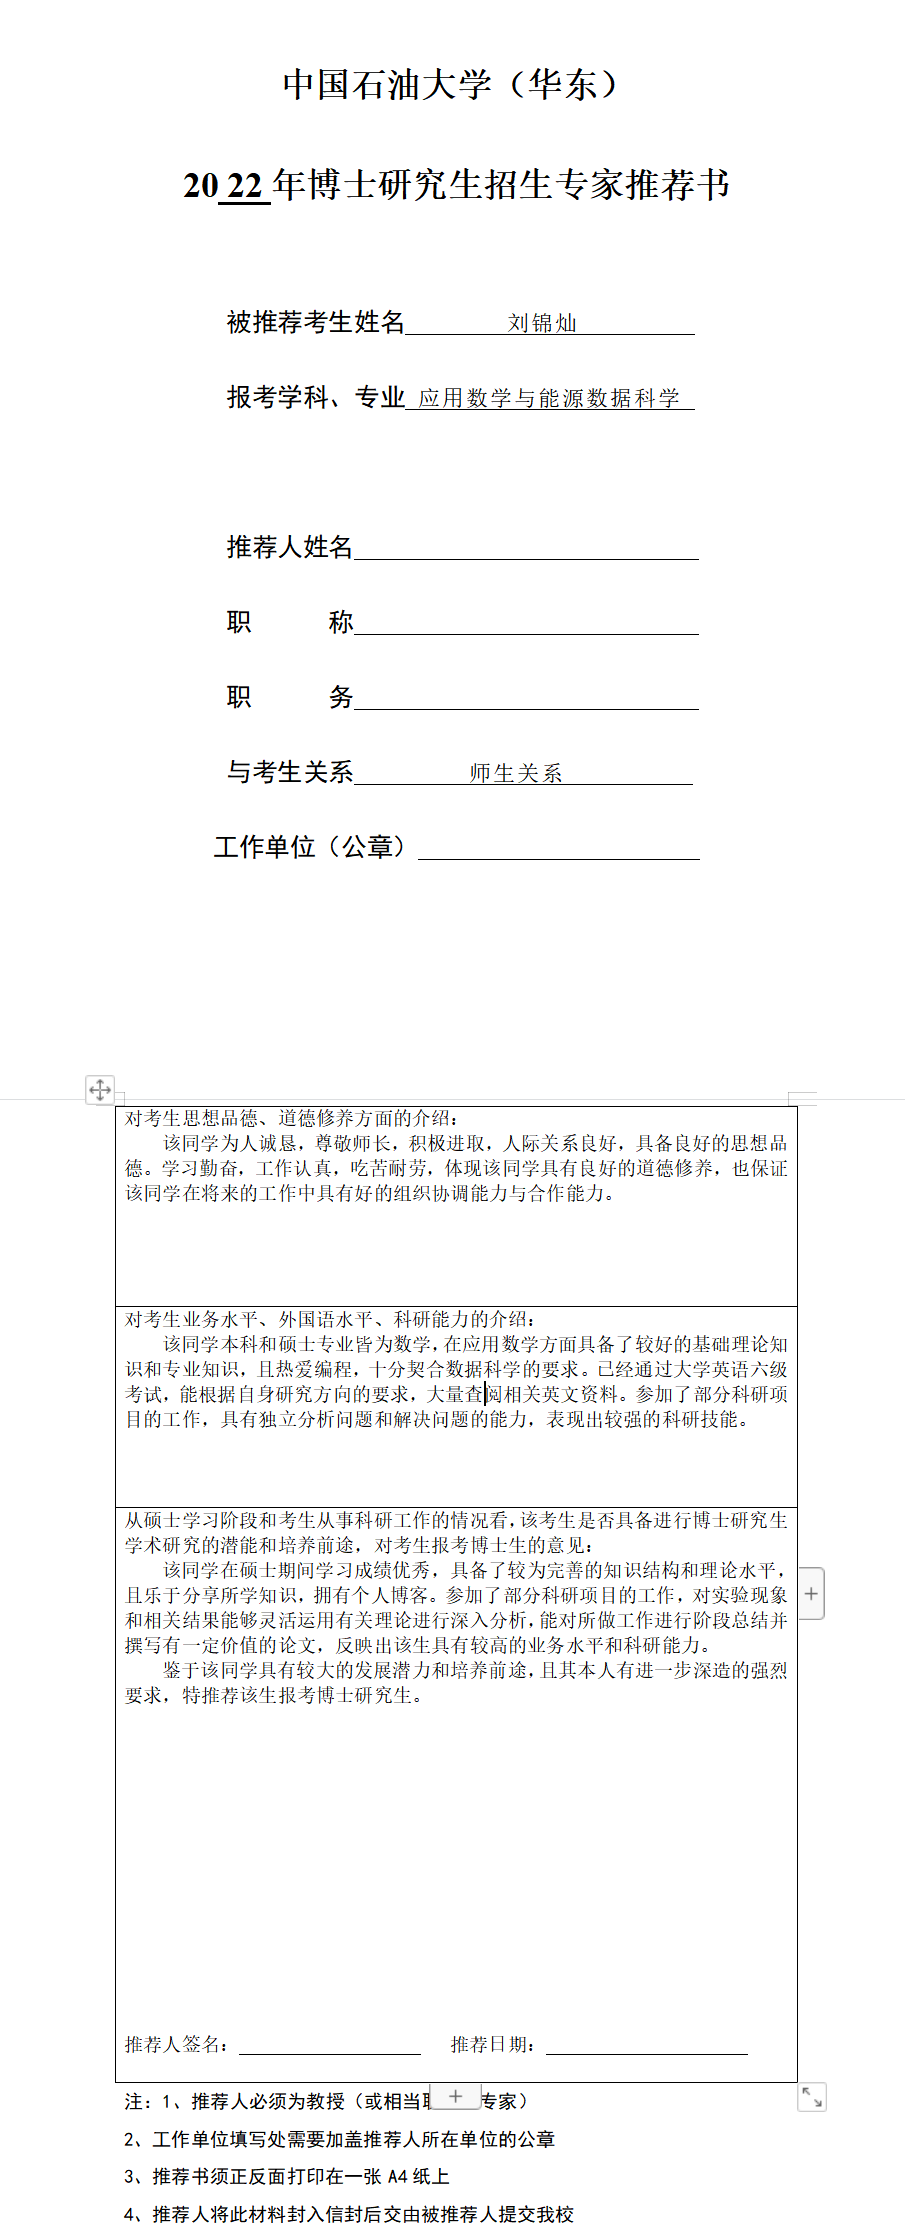 中国石油大学（华东）
20 22 年博士研究生招生专家推荐书
被推荐考生姓名 刘锦灿
报考学科、专业 应用数学与能源数据科学
推荐人姓名
职 称
职 务
与考生关系 师生关系
工作单位（公章）
对考生思想品德、道德修养方面的介绍：
该同学为人诚恳，尊敬师长，积极进取，人际关系良好，具备良好的思想品
德。学习勤奋，工作认真，吃苦耐劳，体现该同学具有良好的道德修养，也保证
该同学在将来的工作中具有好的组织协调能力与合作能力。
对考生业务水平、外国语水平、科研能力的介绍：
该同学本科和硕士专业皆为数学，在应用数学方面具备了较好的基础理论知
识和专业知识，且热爱编程，十分契合数据科学的要求。已经通过大学英语六级
考试，能根据自身研究方向的要求，大量查阅相关英文资料。参加了部分科研项
目的工作，具有独立分析问题和解决问题的能力，表现出较强的科研技能。
从硕士学习阶段和考生从事科研工作的情况看，该考生是否具备进行博士研究生
学术研究的潜能和培养前途，对考生报考博士生的意见：
该同学在硕士期间学习成绩优秀，具备了较为完善的知识结构和理论水平，
且乐于分享所学知识，拥有个人博客。参加了部分科研项目的工作，对实验现象
和相关结果能够灵活运用有关理论进行深入分析，能对所做工作进行阶段总结并
撰写有一定价值的论文，反映出该生具有较高的业务水平和科研能力。
鉴于该同学具有较大的发展潜力和培养前途，且其本人有进一步深造的强烈
要求，特推荐该生报考博士研究生。
推荐人签名： 推荐日期：
注：1、推荐人必须为教授（或相当 专家）
2、工作单位填写处需要加盖推荐人所在单位的公章
3、推荐书须正反面打印在一张 A4 纸上
4、推荐人将此材料封入信封后交由被推荐人提交我校